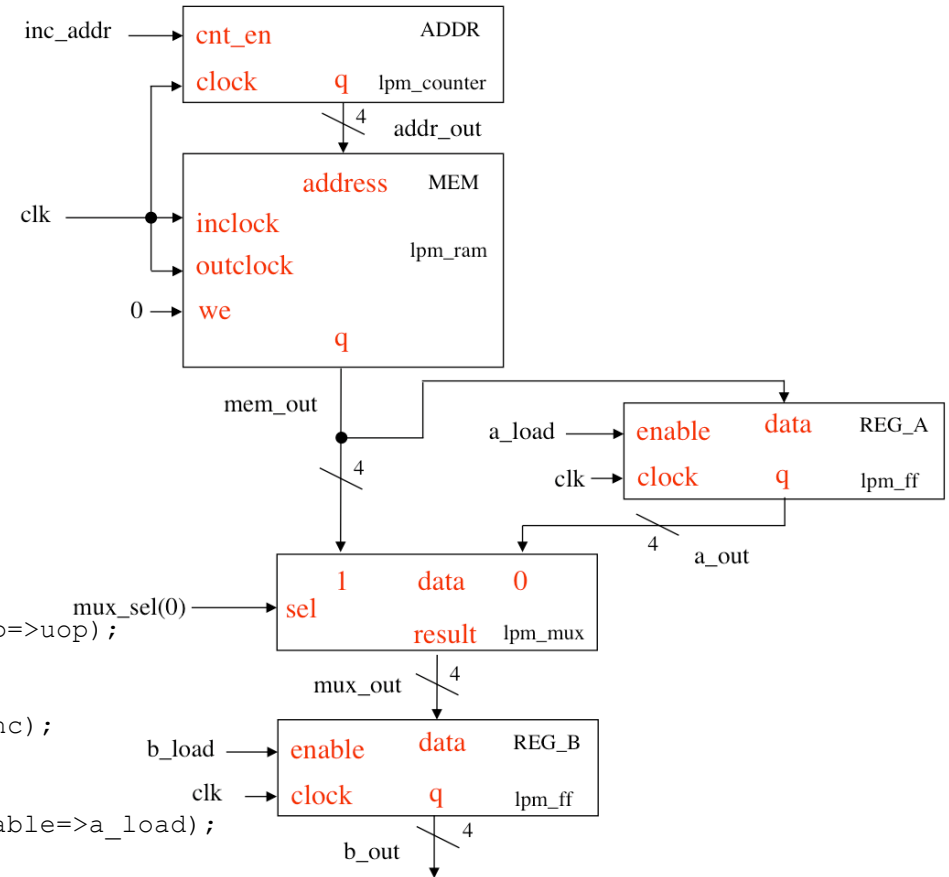 inc_addr
cnt_en ADDR
clock q lpm_counter
4
addr_out
address MEM
clk
inclock
lpm_ram
outclock
0 we
q
mem_out
a_load enable data REG_A
4
clk clock q lpm_ff
4 a_out
1 data 0
mux_sel(0) sel
o=>uop);
result lpm_mux
mux_out 4
nc);
b_load enable data REG_B
clk clock q lpm_ff
able=>a_load);
4
b_out